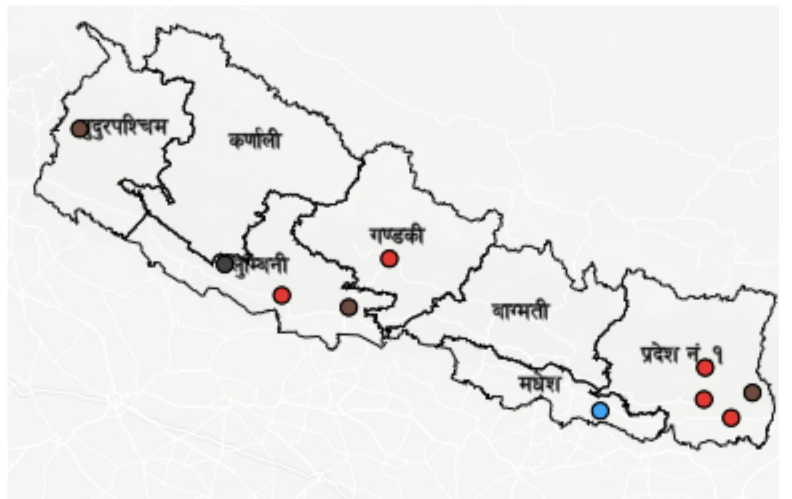 सुदुरपश्चिम
कर्णाली
गण्डकी
लुम्बिनी
बाग्मती
प्रदेश नं. १
मधेश